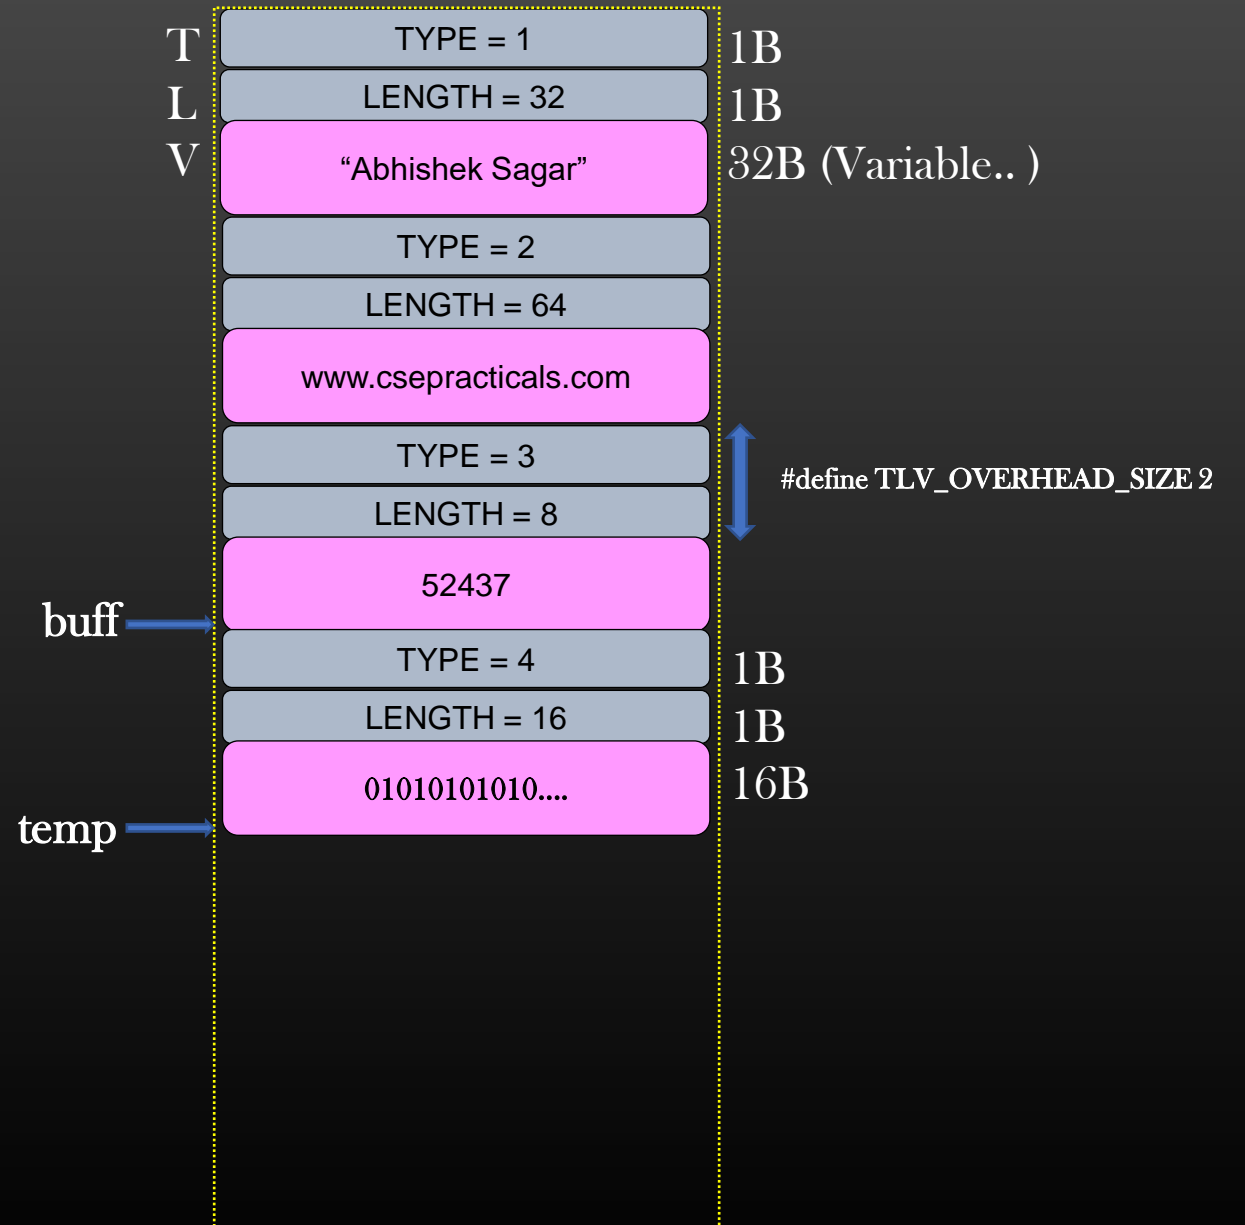 T
TYPE = 1
1B
L
LENGTH = 32
1B
V
“Abhishek Sagar”
32B (Variable.. )
TYPE = 2
LENGTH = 64
www.csepracticals.com
TYPE = 3
#define TLV_OVERHEAD_SIZE 2
LENGTH = 8
52437
buff
TYPE = 4
1B
LENGTH = 16
1B
01010101010....
16B
temp